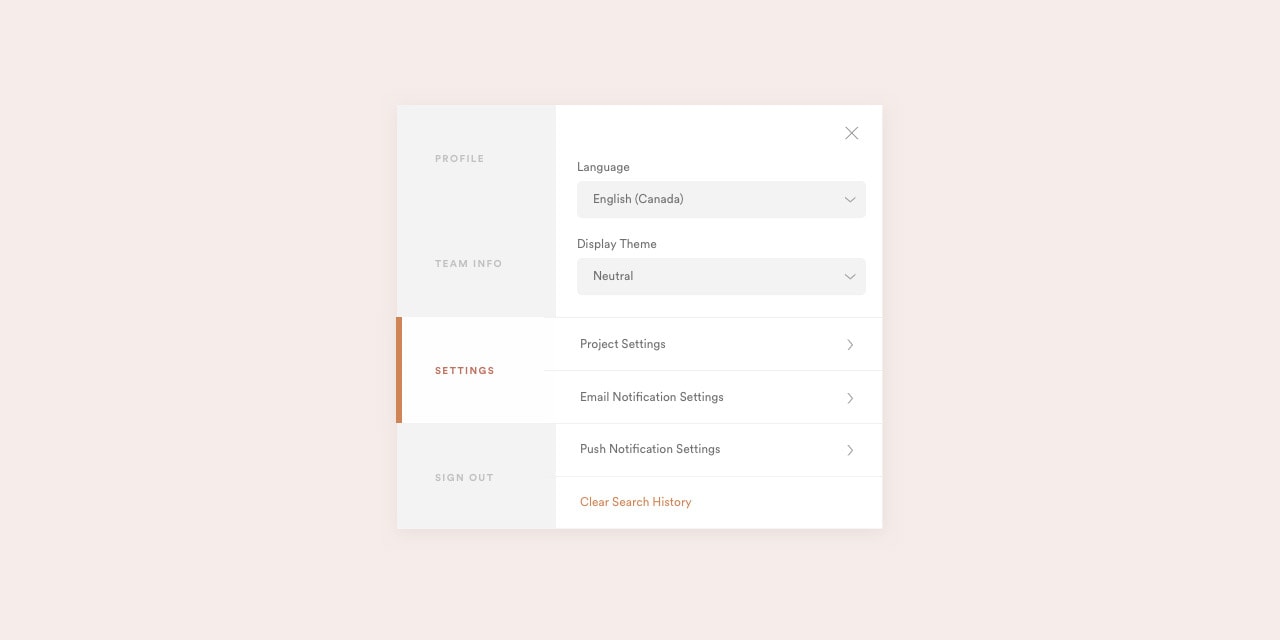 PROFILE
TEAM INFO
SETTINGS
SIGN OUT
Language
English (Canada)
Display Theme
Neutral
Project Settings
Email Notification Settings
Push Notification Settings
Clear Search History